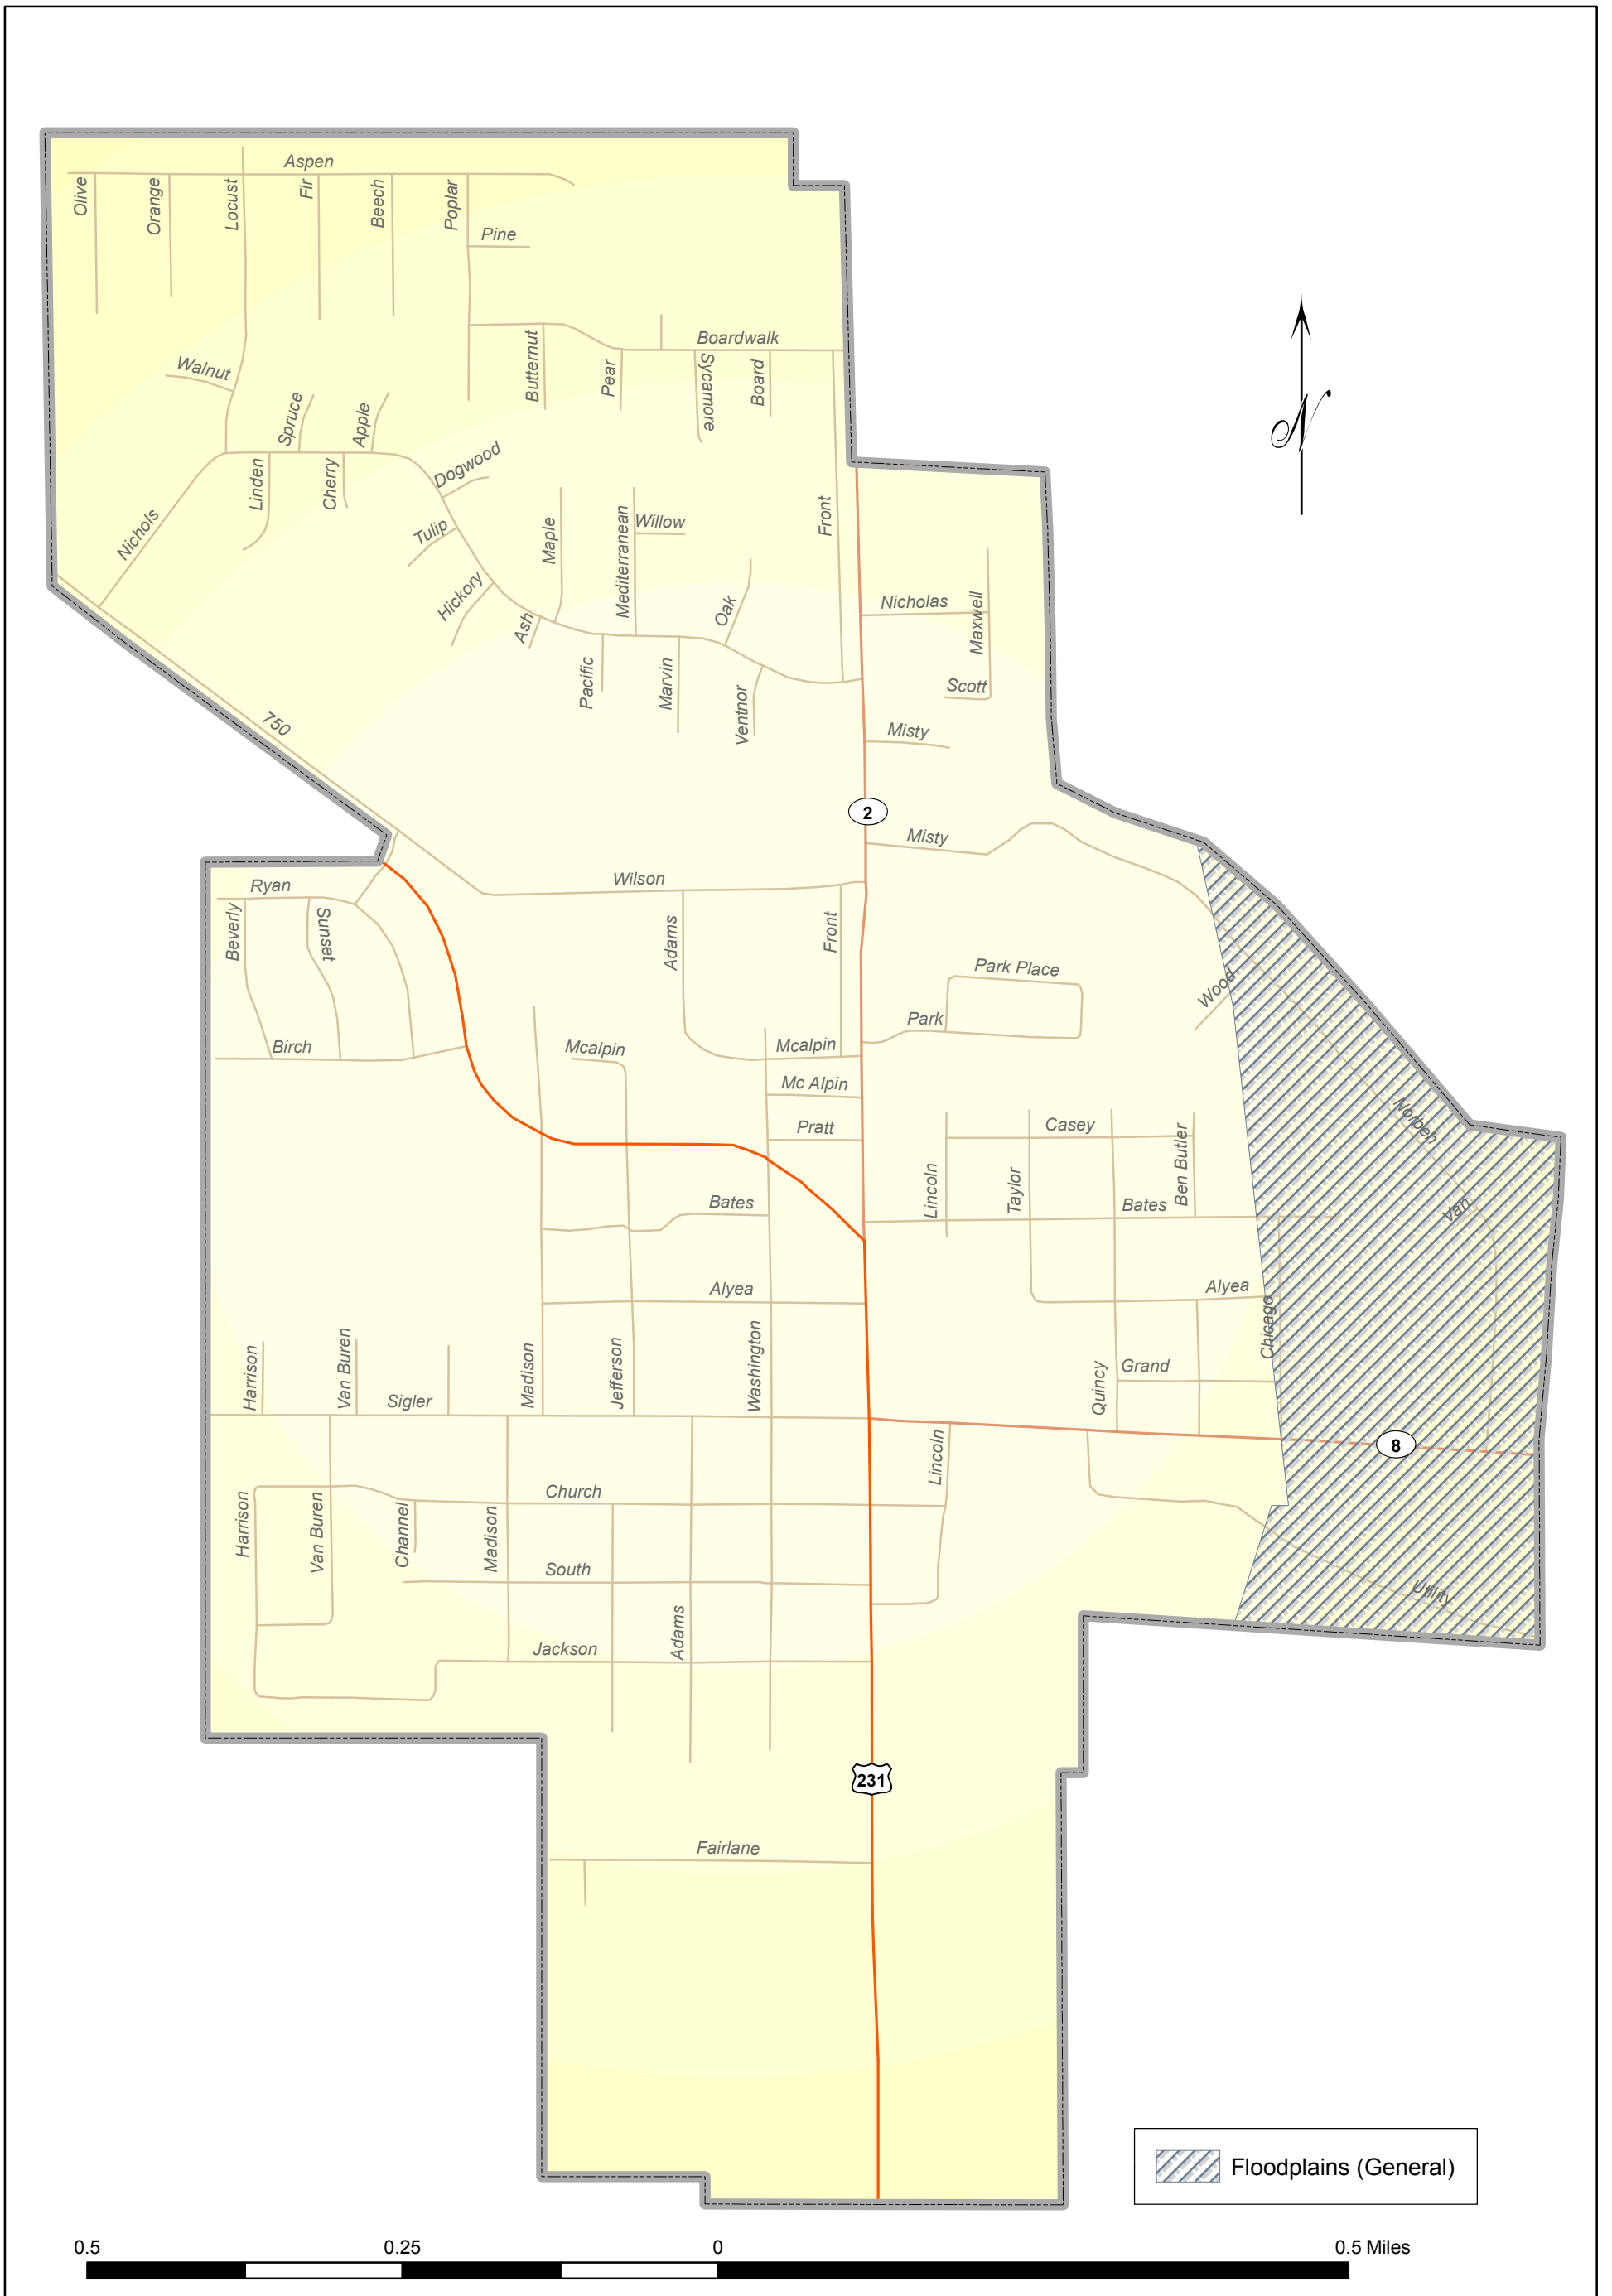 Aspen
Olive
Orange
Locust
Fir
Beech
Poplar
Pine
Boardwalk
Butternut
Pear
Sycamore
Board
Walnut
Spruce
Apple
Linden
Cherry
Dogwood
Nichols
Tulip
Maple
Mediterranean
Willow
Front
Hickory
Ash
Oak
Nicholas
Maxwell
Pacific
Marvin
Ventnor
Scott
750
Misty
2
Misty
Wilson
Ryan
Beverly
Sunset
Adams
Front
Park Place
Wood
Park
Birch
Mcalpin
Mcalpin
Mc Alpin
Pratt
Casey
Norben
Lincoln
Taylor
Ben Butler
Bates
Bates
Van
Alyea
Alyea
Chicago
Harrison
Van Buren
Sigler
Madison
Jefferson
Washington
Quincy
Grand
8
Lincoln
Church
Harrison
Van Buren
Channel
Madison
South
Utility
Adams
Jackson
231
Fairlane
N
Floodplains (General)
0.5 0.25 0 0.5 Miles